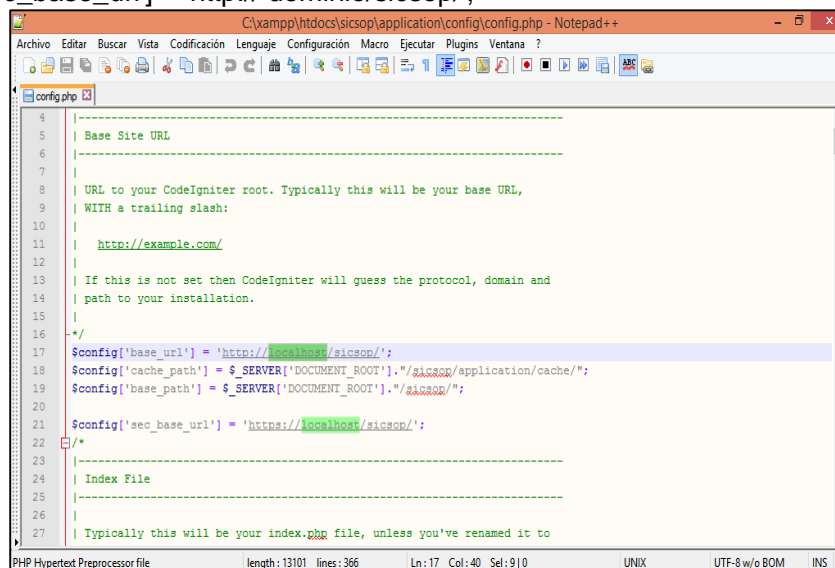 C:\xampp\htdocs\sicsop\application\config\config.php - Notepad++
Archivo Editar Buscar Vista Codificación Lenguaje Configuración Macro Ejecutar Plugins Ventana ?
config.php
4 |---------------------------------------------------------------
5 | Base Site URL
6 |---------------------------------------------------------------
7 |
8 | URL to your CodeIgniter root. Typically this will be your base URL,
9 | WITH a trailing slash:
10 |
11 | http://example.com/
12 |
13 | If this is not set then CodeIgniter will guess the protocol, domain and
14 | path to your installation.
15 |
16 */
17 $config['base_url'] = 'http://localhost/sicsop/';
18 $config['cache_path'] = $_SERVER['DOCUMENT_ROOT']."/sicsop/application/cache/";
19 $config['base_path'] = $_SERVER['DOCUMENT_ROOT']."/sicsop/";
20
21 $config['sec_base_url'] = 'https://localhost/sicsop/';
22 /*
23 |---------------------------------------------------------------
24 | Index File
25 |---------------------------------------------------------------
26 |
27 | Typically this will be your index.php file, unless you've renamed it to
PHP Hypertext Preprocessor file length : 13101 lines : 366 Ln : 17 Col : 40 Sel : 9 | 0 UNIX UTF-8 w/o BOM INS